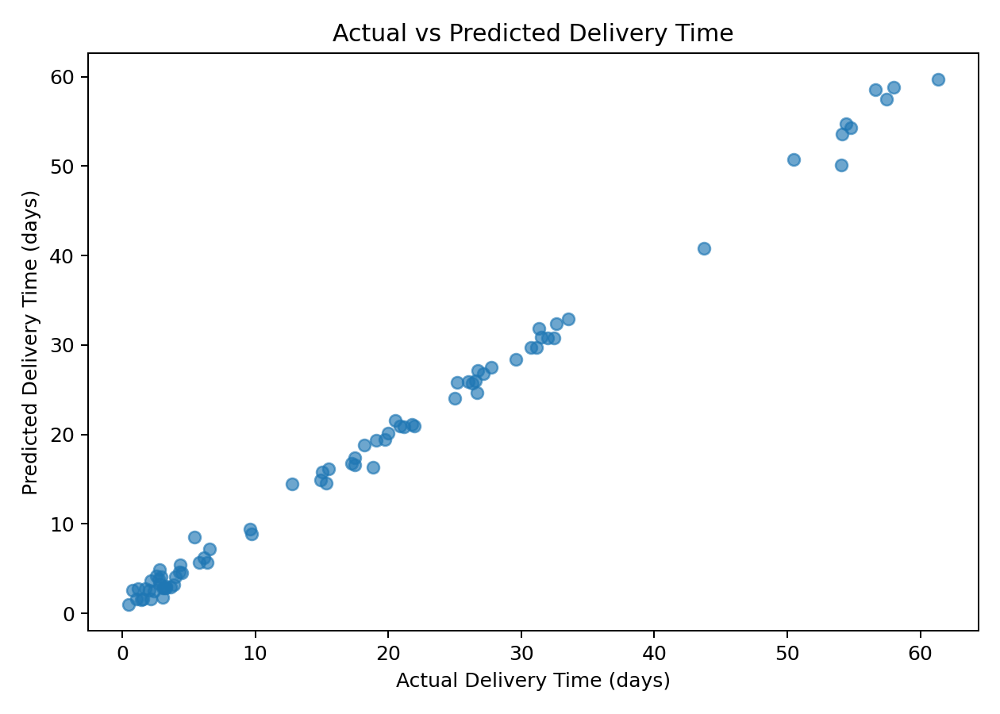 Actual vs Predicted Delivery Time
Predicted Delivery Time (days)
60
50
40
30
20
10
0
0 10 20 30 40 50 60
Actual Delivery Time (days)